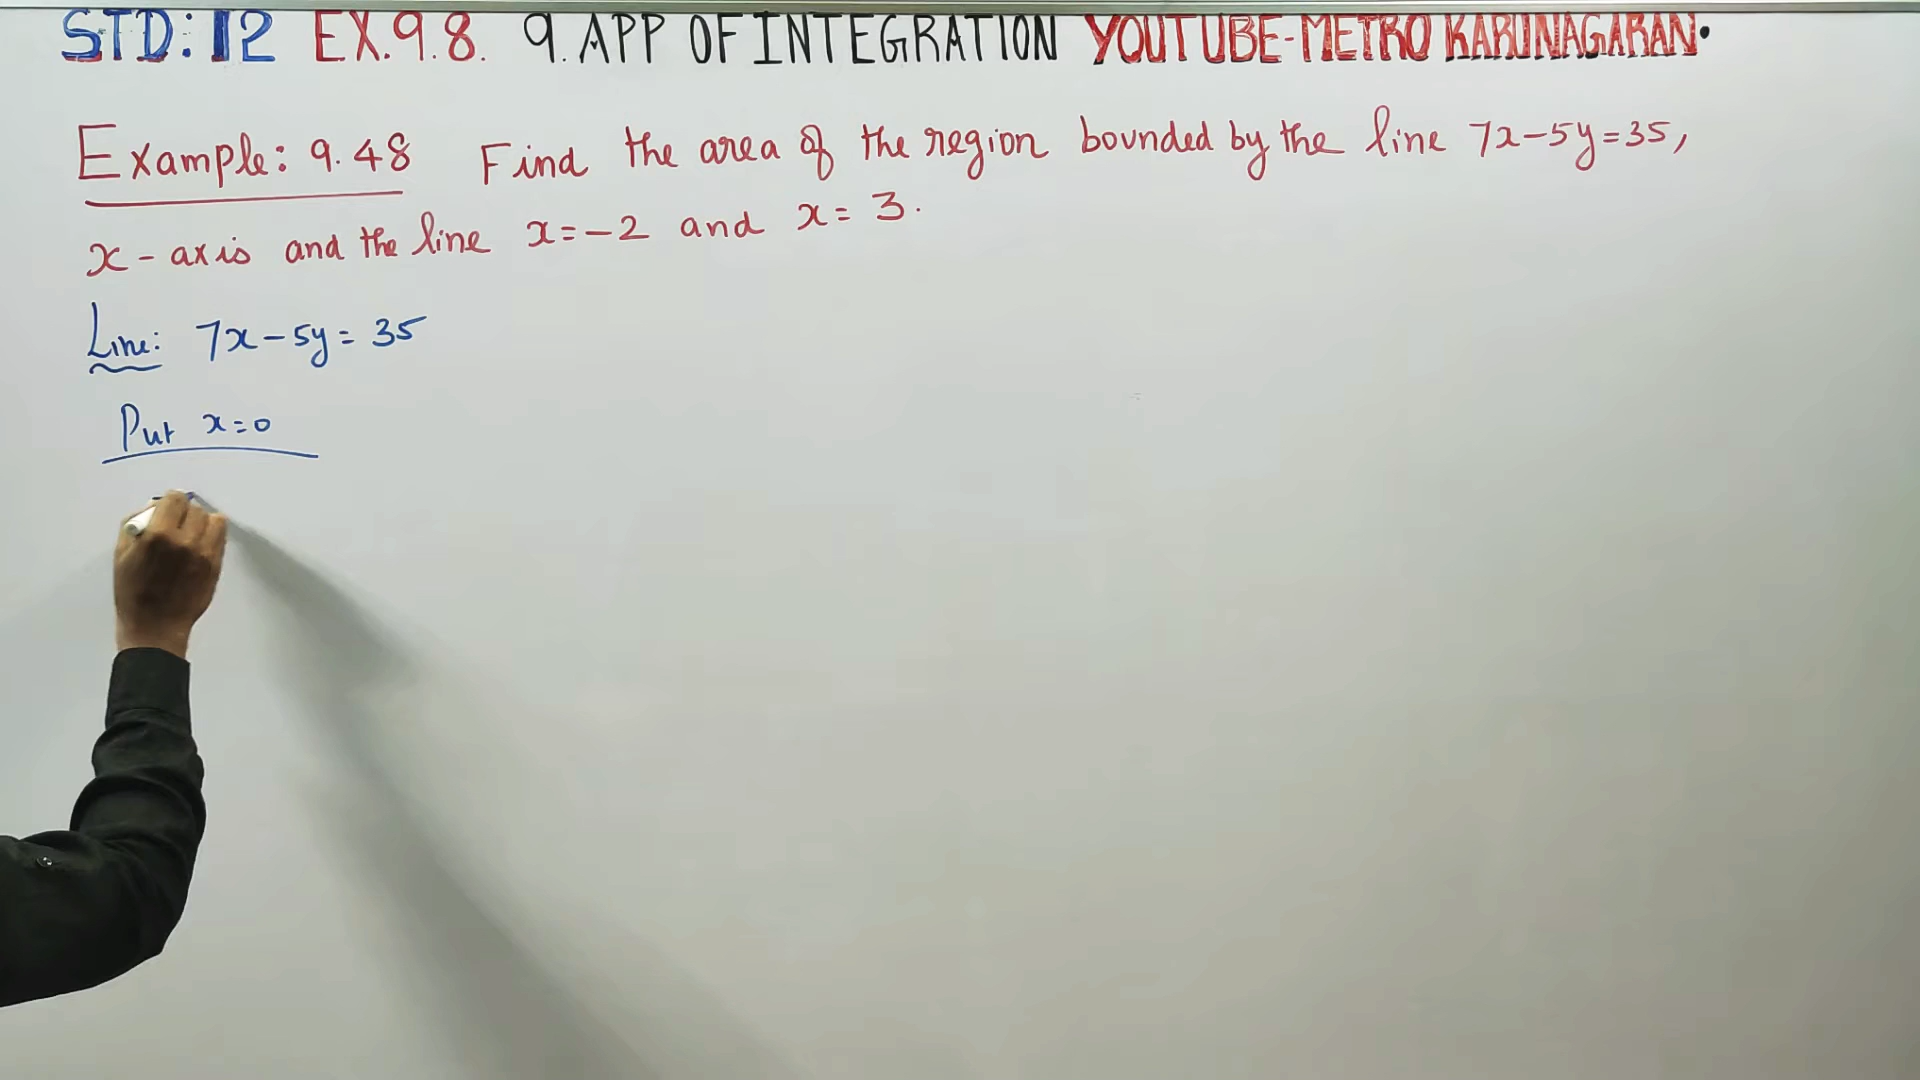 STD: 12 EX.9.8. 9. APP OF INTEGRATION YOUTUBE-METRO KARUNAGARAN.
Example: 9.48 Find the area of the region bounded by the line 7x-5y=35,
x-axis and the line x=-2 and x= 3.
Line: 7x-5y= 35
Put x=0